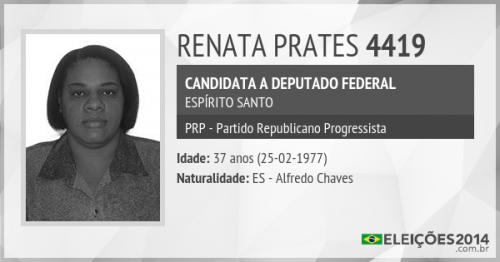 RENATA PRATES 4419
CANDIDATA A DEPUTADO FEDERAL
ESPÍRITO SANTO
PRP - Partido Republicano Progressista
Idade: 37 anos (25-02-1977)
Naturalidade: ES - Alfredo Chaves
ELEIÇÕES2014
.com.br